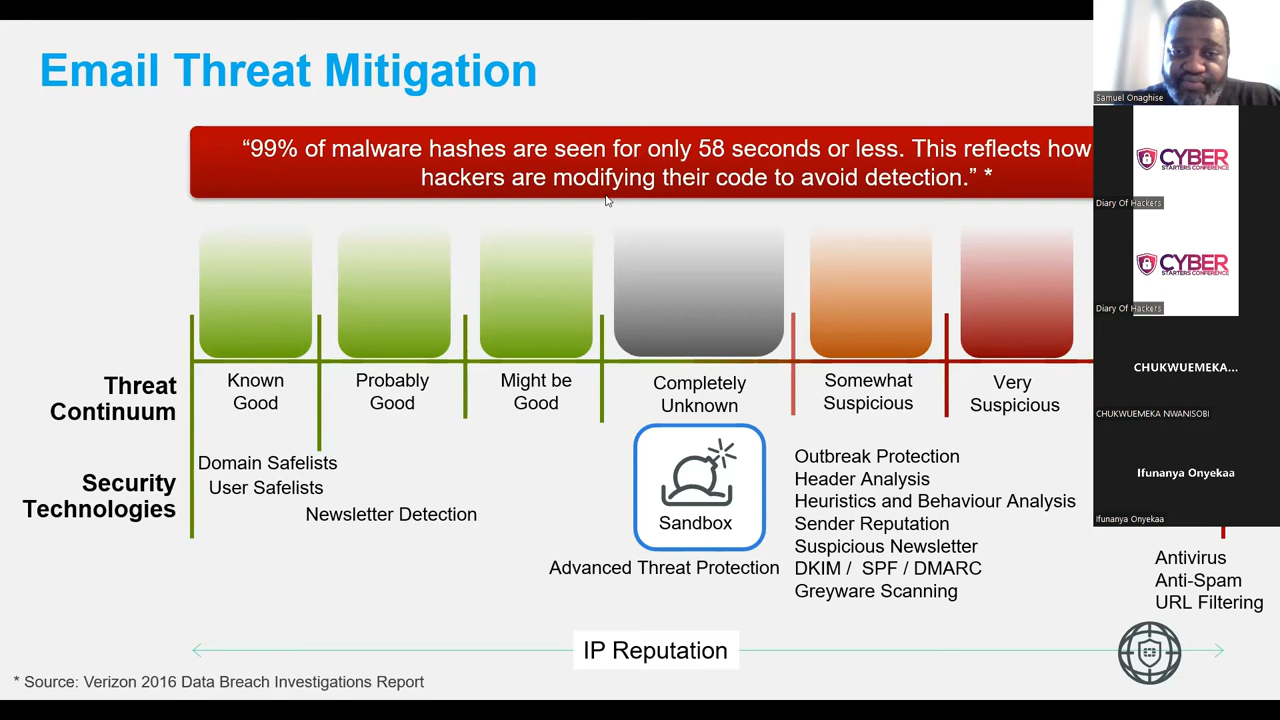 Email Threat Mitigation
“99% of malware hashes are seen for only 58 seconds or less. This reflects how
hackers are modifying their code to avoid detection.” *
Threat
Continuum
Known
Good
Probably
Good
Might be
Good
Completely
Unknown
Somewhat
Suspicious
Very
Suspicious
Security
Technologies
Domain Safelists
User Safelists
Newsletter Detection
Sandbox
Advanced Threat Protection
Outbreak Protection
Header Analysis
Heuristics and Behaviour Analysis
Sender Reputation
Suspicious Newsletter
DKIM / SPF / DMARC
Greyware Scanning
Antivirus
Anti-Spam
URL Filtering
IP Reputation
* Source: Verizon 2016 Data Breach Investigations Report
Samuel Onaghise
CYBER
STARTERS CONFERENCE
Diary Of Hackers
CYBER
STARTERS CONFERENCE
Diary Of Hackers
CHUKWUEMEKA...
CHUKWUEMEKA NWANISOBI
Ifunanya Onyekaa
Ifunanya Onyekaa